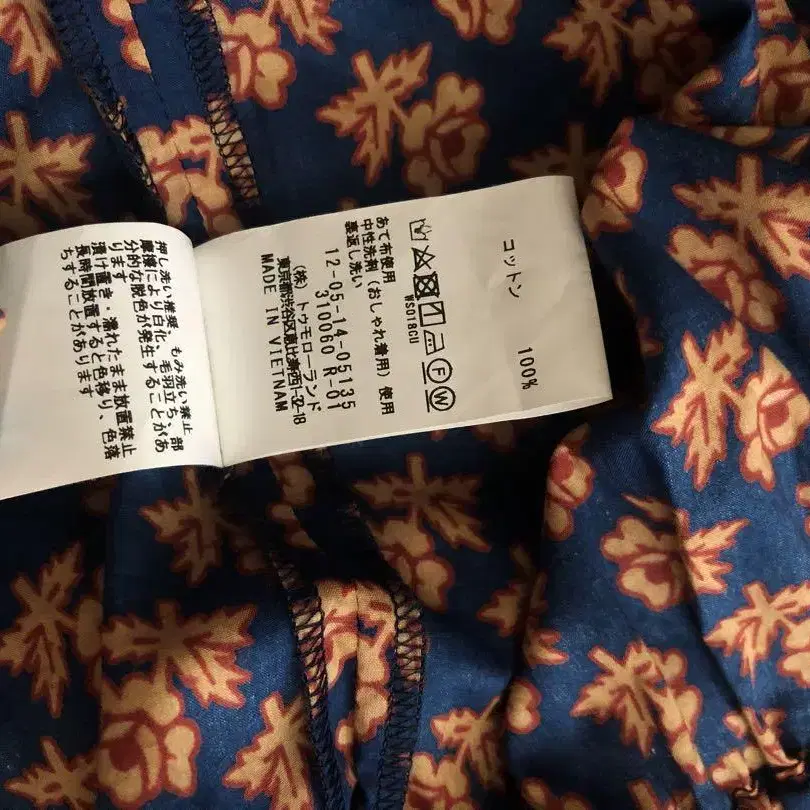 コットン 100%
WS018CU
あて布使用
中性洗剤（おしゃれ着用）使用
裏返し洗い
12-05-14-05135
310060 R-01
（株）トゥモローランド
東京都渋谷区恵比寿西1-32-18
MADE IN VIETNAM
押し洗い推奨、もみ洗い禁止
摩擦により白化、毛羽立ち、部
分的な脱色が発生することがあ
ります
漬け置き・濡れたまま放置禁止
長時間放置すると色移り、色落
ちすることがあります